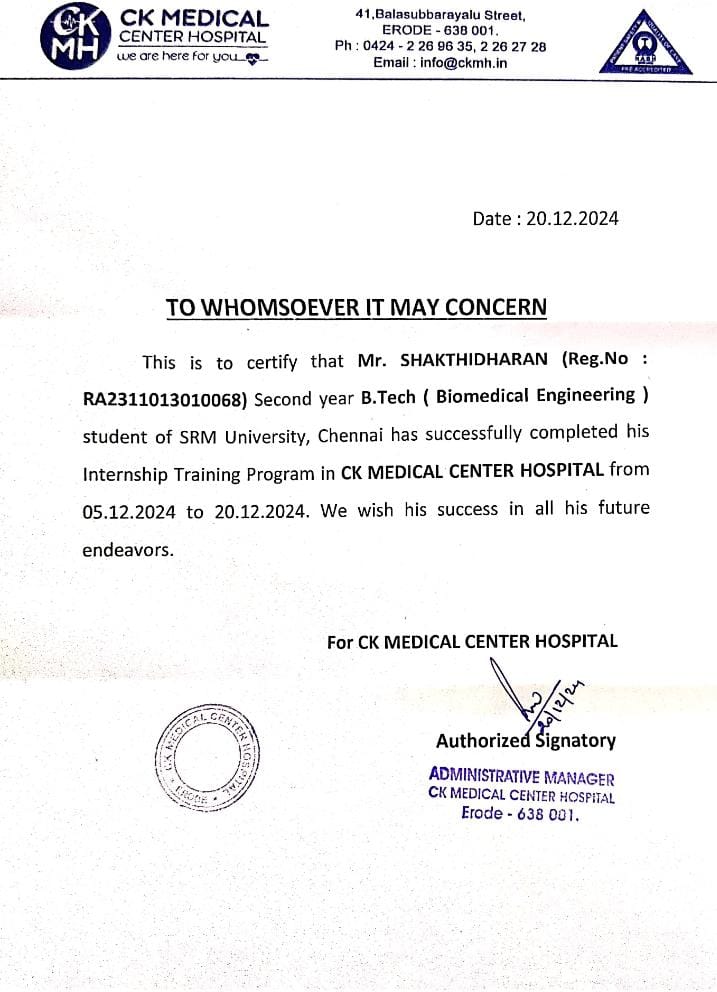 CK
MH
CK MEDICAL
CENTER HOSPITAL
we are here for you
41,Balasubbarayalu Street,
ERODE - 638 001.
Ph : 0424 - 2 26 96 35, 2 26 27 28
Email : info@ckmh.in
PATIENT SAFETY & QUALITY OF CARE
NABH
PRE ACCREDITED
Date : 20.12.2024
TO WHOMSOEVER IT MAY CONCERN
This is to certify that Mr. SHAKTHIDHARAN (Reg.No :
RA2311013010068) Second year B.Tech ( Biomedical Engineering )
student of SRM University, Chennai has successfully completed his
Internship Training Program in CK MEDICAL CENTER HOSPITAL from
05.12.2024 to 20.12.2024. We wish his success in all his future
endeavors.
For CK MEDICAL CENTER HOSPITAL
20/12/24
Authorized Signatory
ADMINISTRATIVE MANAGER
CK MEDICAL CENTER HOSPITAL
Erode - 638 001.
CK MEDICAL CENTER HOSPITAL
* ERODE *